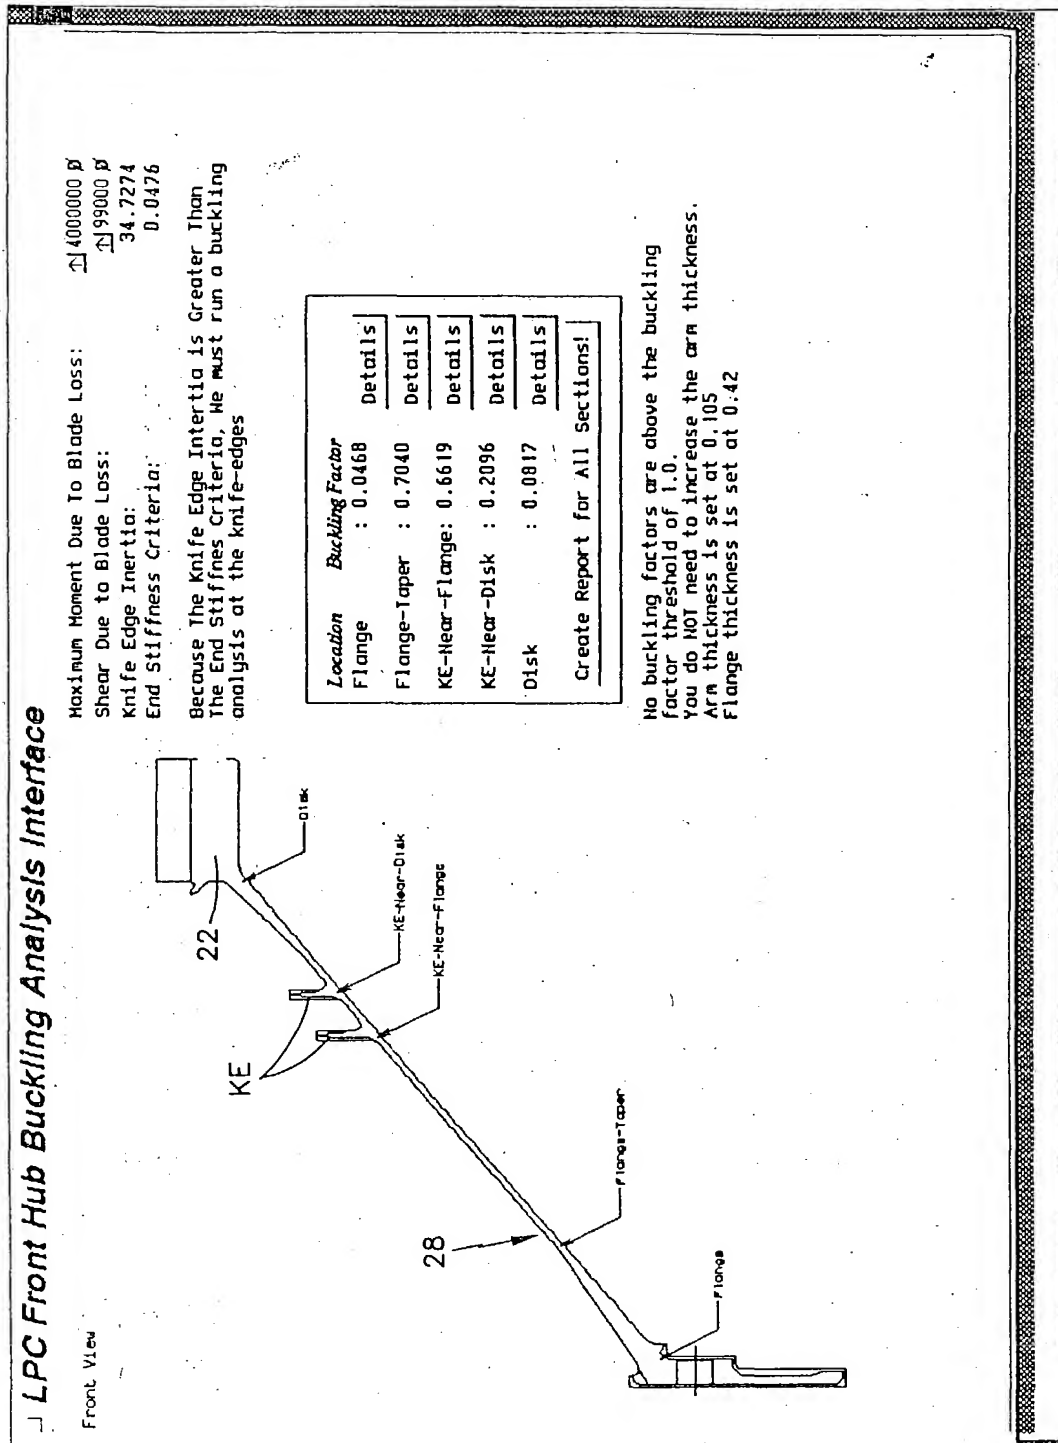 LPC Front Hub Buckling Analysis Interface
Front View
Maximum Moment Due To Blade Loss: 4000000
Shear Due to Blade Loss: 99000
Knife Edge Inertia: 34.7274
End Stiffness Criteria: 0.0476
Because The Knife Edge Intertia is Greater Than
The End Stiffnes Criteria, We must run a buckling
analysis at the knife-edges
Location Buckling Factor
Flange : 0.0468 Details
Flange-Taper : 0.7040 Details
KE-Near-Flange: 0.6619 Details
KE-Near-Disk : 0.2096 Details
Disk : 0.0817 Details
Create Report for All Sections!
No buckling factors are above the buckling
factor threshold of 1.0.
You do NOT need to increase the arm thickness.
Arm thickness is set at 0.105
Flange thickness is set at 0.42
22
Disk
KE
KE-Near-Disk
KE-Near-Flange
28
Flange-Taper
Flange